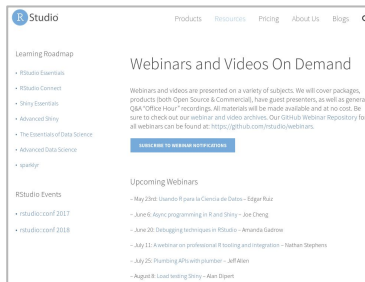 R Studio
Products Resources Pricing About Us Blogs
Learning Roadmap
• RStudio Essentials
• RStudio Connect
• Shiny Essentials
• Advanced Shiny
• The Essentials of Data Science
• Advanced Data Science
• sparklyr
RStudio Events
• rstudio::conf 2017
• rstudio::conf 2018
Webinars and Videos On Demand
Webinars and videos are presented on a variety of subjects. We will cover packages,
products (both Open Source & Commercial), have guest presenters, as well as genera
Q&A "Office Hour" recordings. All materials will be made available and at no cost. Be
sure to check out our webinar and video archives. Our GitHub Webinar Repository fo
all webinars can be found at: https://github.com/rstudio/webinars.
SUBSCRIBE TO WEBINAR NOTIFICATIONS
Upcoming Webinars
– May 23rd: Usando R para la Ciencia de Datos – Edgar Ruiz
– June 6: Async programming in R and Shiny – Joe Cheng
– June 20: Debugging techniques in RStudio – Amanda Gadrow
– July 11: A webinar on professional R tooling and integration – Nathan Stephens
– July 25: Plumbing APIs with plumber – Jeff Allen
– August 8: Load testing Shiny – Alan Dipert